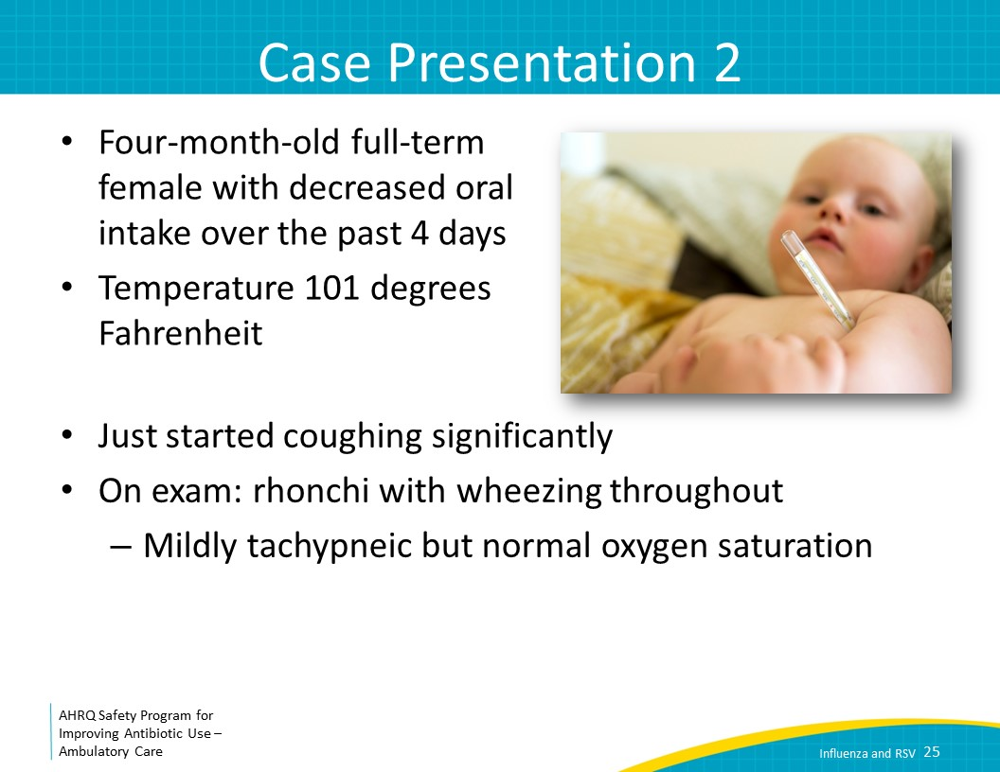 Case Presentation 2
• Four-month-old full-term
female with decreased oral
intake over the past 4 days
• Temperature 101 degrees
Fahrenheit
• Just started coughing significantly
• On exam: rhonchi with wheezing throughout
– Mildly tachypneic but normal oxygen saturation
AHRQ Safety Program for
Improving Antibiotic Use –
Ambulatory Care
Influenza and RSV 25